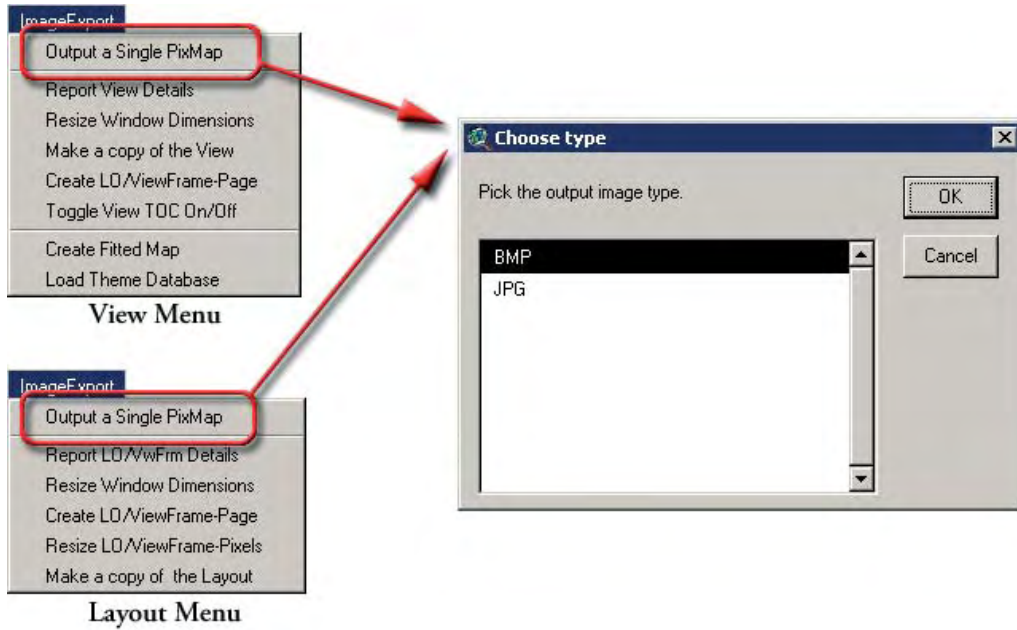 ImageExport
Output a Single PixMap
Report View Details
Resize Window Dimensions
Make a copy of the View
Create LO/ViewFrame-Page
Toggle View TOC On/Off
Create Fitted Map
Load Theme Database
View Menu
ImageExport
Output a Single PixMap
Report LO/VwFrm Details
Resize Window Dimensions
Create LO/ViewFrame-Page
Resize LO/ViewFrame-Pixels
Make a copy of the Layout
Layout Menu
Choose type
Pick the output image type.
OK
Cancel
BMP
JPG